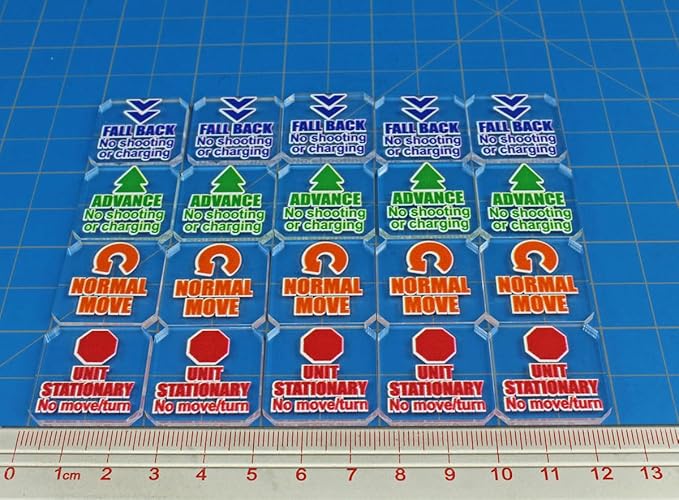 FALL BACK FALL BACK FALL BACK FALL BACK FALL BACK
No shooting No shooting No shooting No shooting No shooting
or charging or charging or charging or charging or charging
ADVANCE ADVANCE ADVANCE ADVANCE ADVANCE
No shooting No shooting No shooting No shooting No shooting
or charging or charging or charging or charging or charging
NORMAL NORMAL NORMAL NORMAL NORMAL
MOVE MOVE MOVE MOVE MOVE
UNIT UNIT UNIT UNIT UNIT
STATIONARY STATIONARY STATIONARY STATIONARY STATIONARY
No move/turn No move/turn No move/turn No move/turn No move/turn
0 1cm 2 3 4 5 6 7 8 9 10 11 12 13